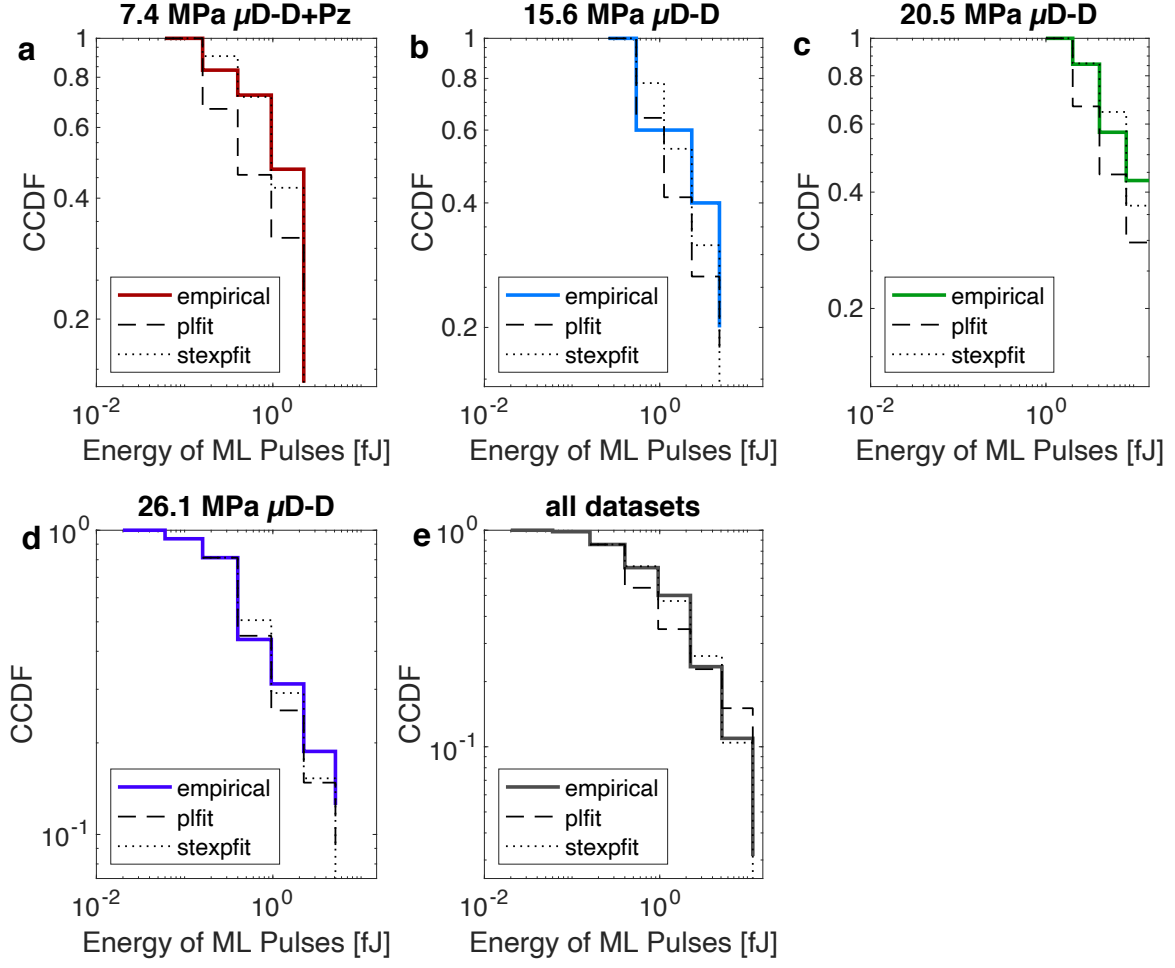 7.4 MPa µD-D+Pz
a
1
0.8
0.6
0.4
0.2
CCDF
empirical
plfit
stexpfit
10^-2
10^0
Energy of ML Pulses [fJ]
15.6 MPa µD-D
b
1
0.8
0.6
0.4
0.2
CCDF
empirical
plfit
stexpfit
10^-2
10^0
Energy of ML Pulses [fJ]
20.5 MPa µD-D
c
1
0.8
0.6
0.4
0.2
CCDF
empirical
plfit
stexpfit
10^-2
10^0
Energy of ML Pulses [fJ]
26.1 MPa µD-D
d
10^0
10^-1
CCDF
empirical
plfit
stexpfit
10^-2
10^0
Energy of ML Pulses [fJ]
all datasets
e
10^0
10^-1
CCDF
empirical
plfit
stexpfit
10^-2
10^0
Energy of ML Pulses [fJ]